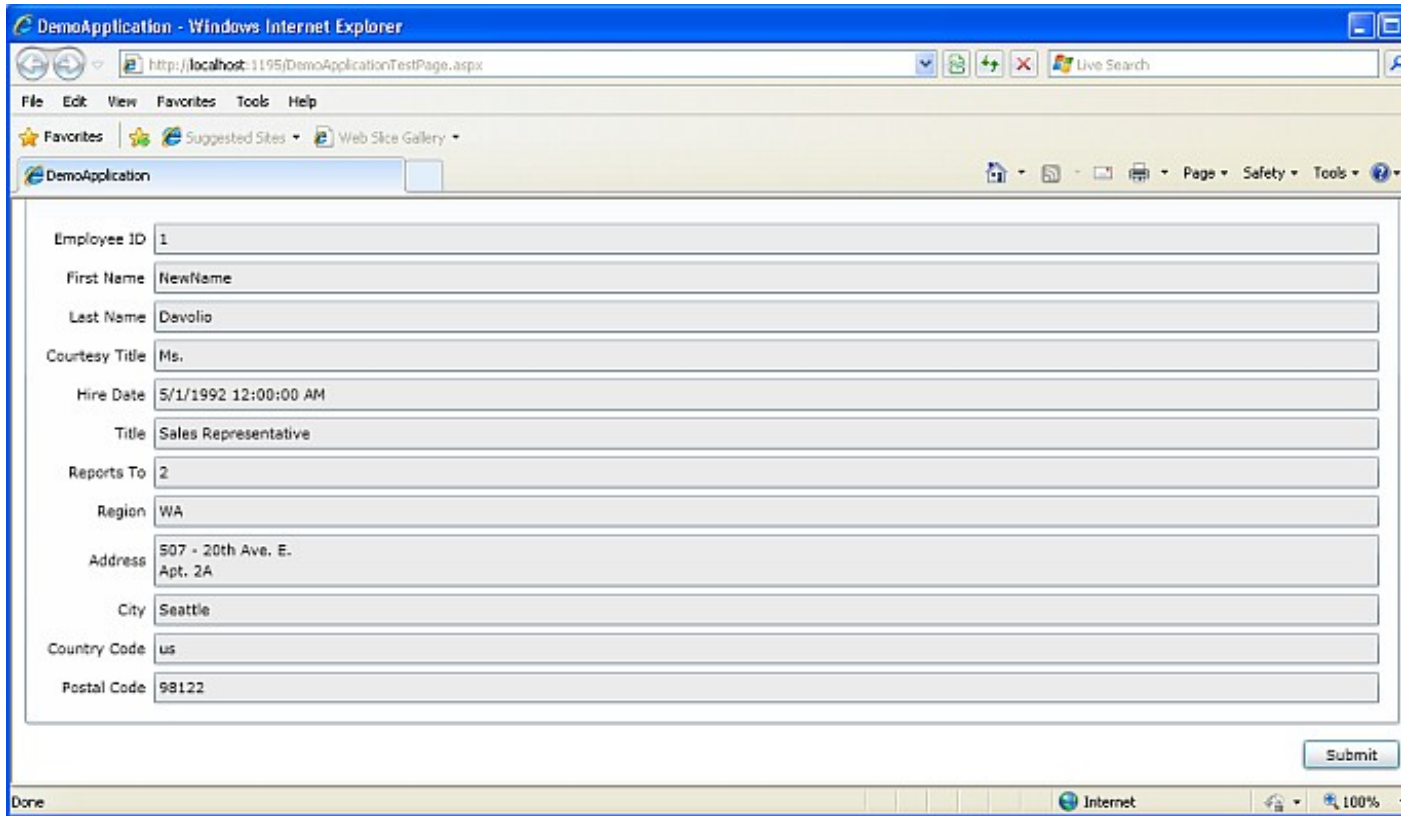 DemoApplication - Windows Internet Explorer
http://localhost:1195/DemoApplicationTestPage.aspx Live Search
File Edit View Favorites Tools Help
Favorites Suggested Sites Web Slice Gallery
DemoApplication Page Safety Tools
Employee ID 1
First Name NewName
Last Name Davolio
Courtesy Title Ms.
Hire Date 5/1/1992 12:00:00 AM
Title Sales Representative
Reports To 2
Region WA
Address 507 - 20th Ave. E.
Apt. 2A
City Seattle
Country Code us
Postal Code 98122
Submit
Done Internet 100%